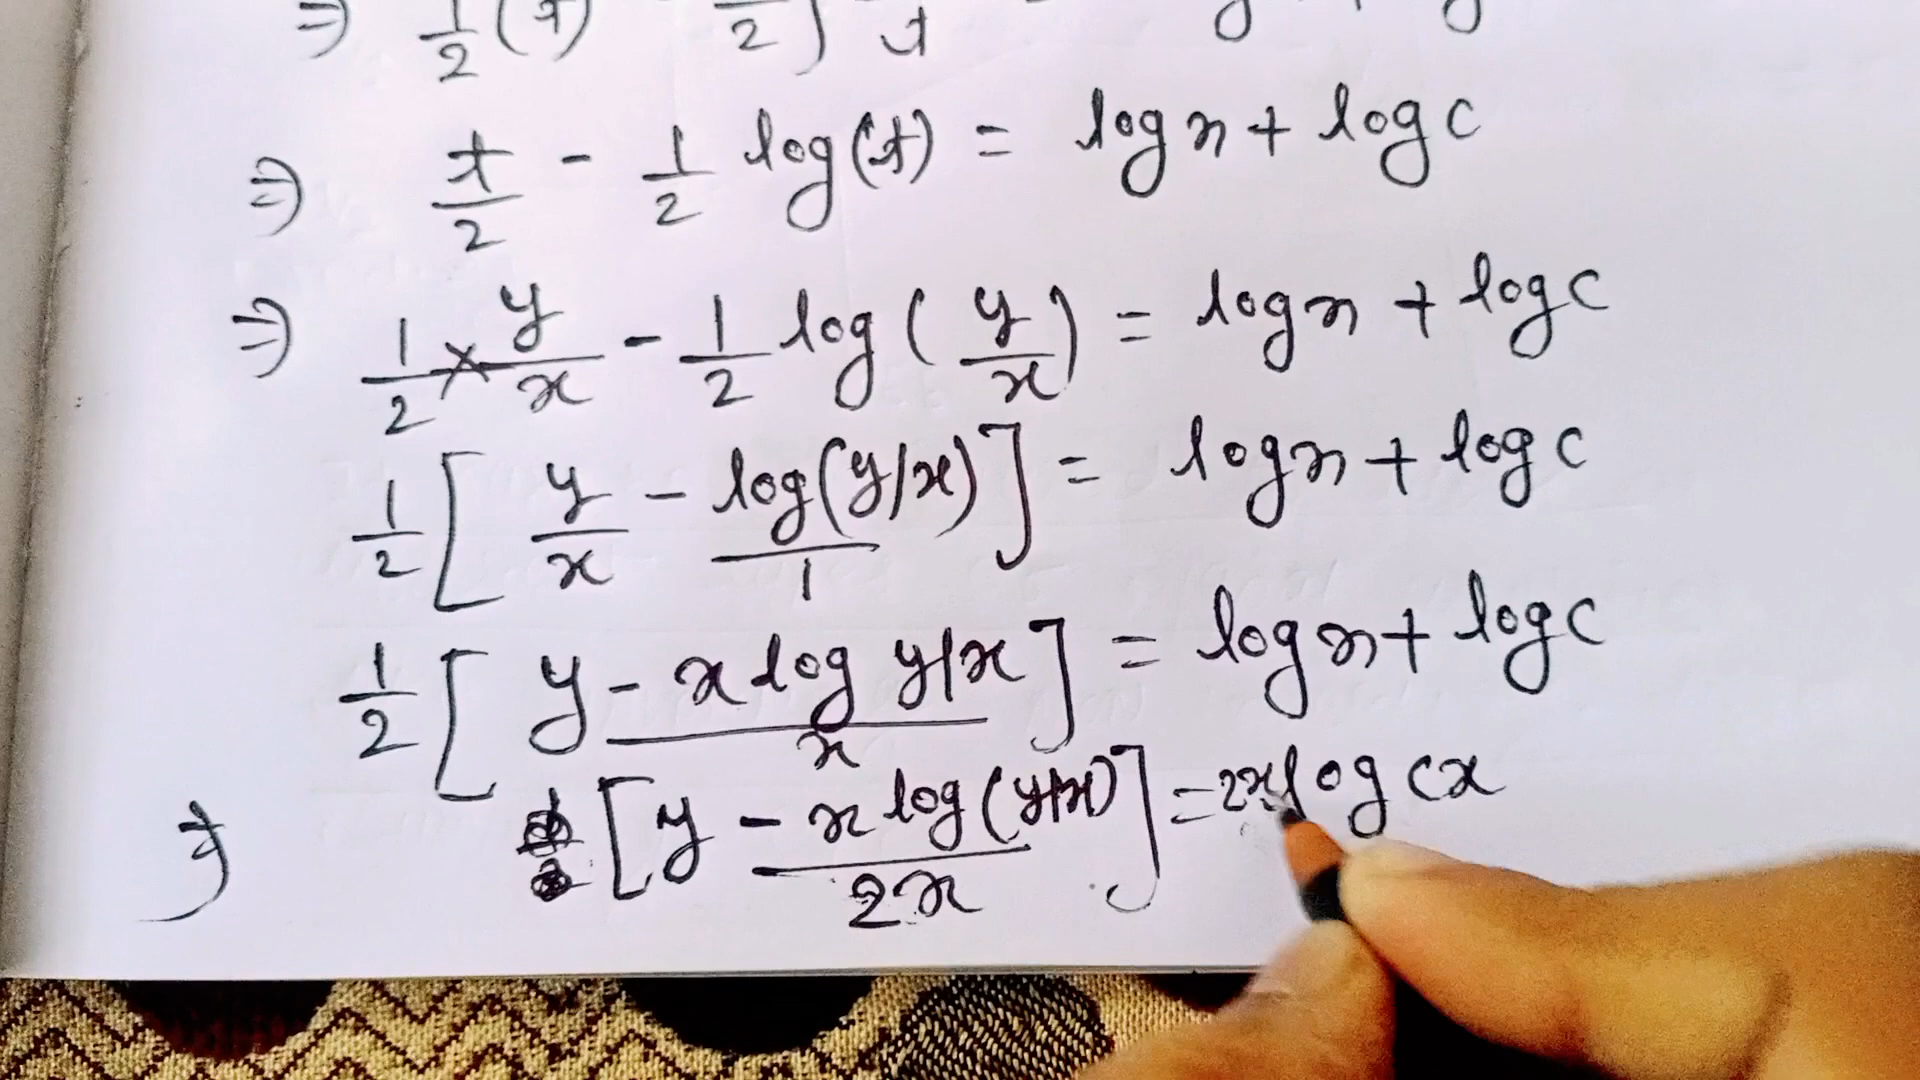 ⇒ t/2 - 1/2 log(t) = log x + log c
⇒ 1/2 × y/x - 1/2 log(y/x) = log x + log c
1/2 [y/x - log(y/x)/1] = log x + log c
1/2 [(y - x log y/x)/x] = log x + log c
⇒ [(y - x log(y/x))/2x] = 2x log cx